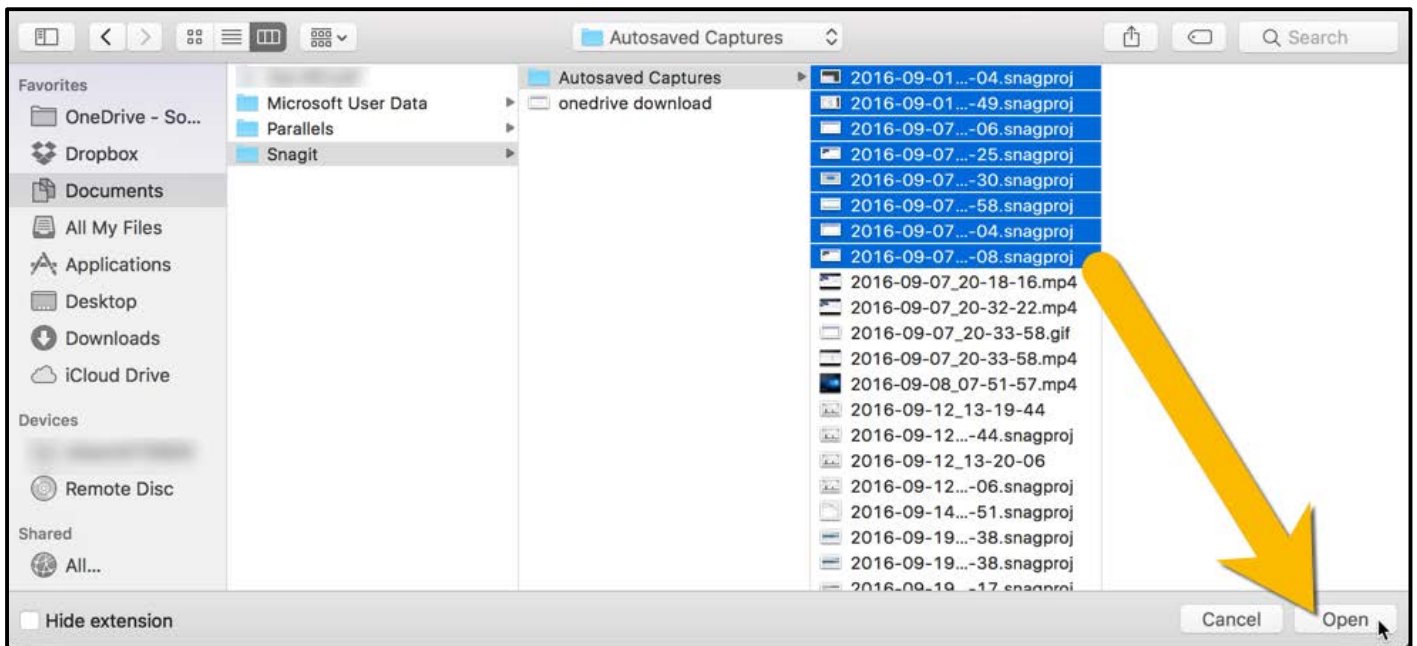 Autosaved Captures
Search
Favorites
OneDrive - So...
Dropbox
Documents
All My Files
Applications
Desktop
Downloads
iCloud Drive
Devices
Remote Disc
Shared
All...
Microsoft User Data
Parallels
Snagit
Autosaved Captures
onedrive download
2016-09-01...-04.snagproj
2016-09-01...-49.snagproj
2016-09-07...-06.snagproj
2016-09-07...-25.snagproj
2016-09-07...-30.snagproj
2016-09-07...-58.snagproj
2016-09-07...-04.snagproj
2016-09-07...-08.snagproj
2016-09-07_20-18-16.mp4
2016-09-07_20-32-22.mp4
2016-09-07_20-33-58.gif
2016-09-07_20-33-58.mp4
2016-09-08_07-51-57.mp4
2016-09-12_13-19-44
2016-09-12...-44.snagproj
2016-09-12_13-20-06
2016-09-12...-06.snagproj
2016-09-14...-51.snagproj
2016-09-19...-38.snagproj
2016-09-19...-38.snagproj
2016-09-19...-17.snagproj
Hide extension
Cancel
Open